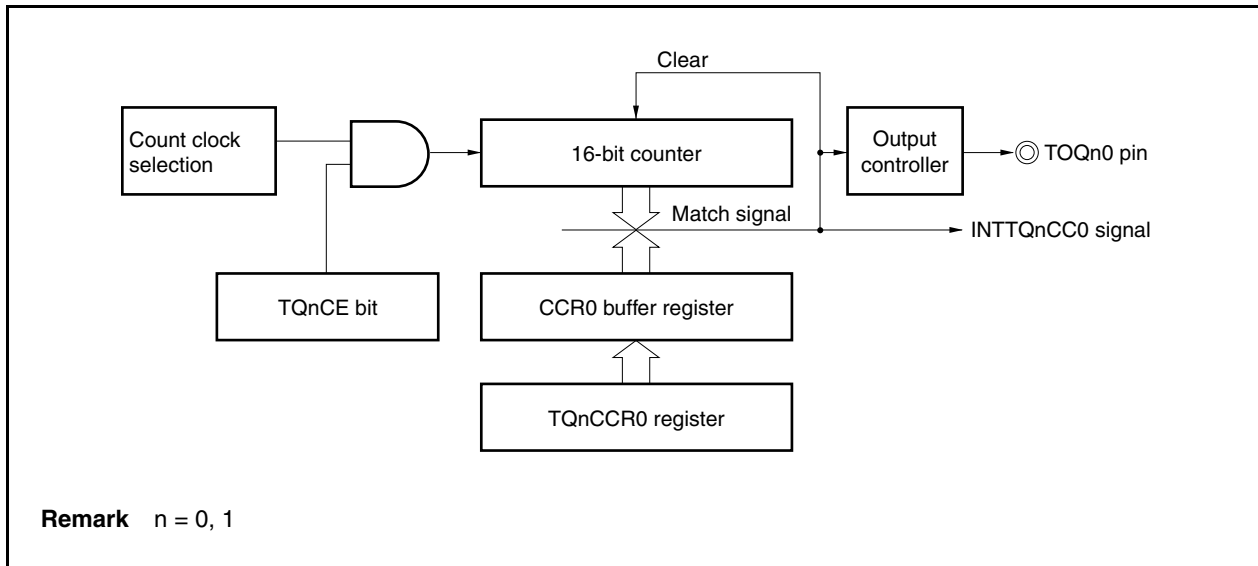 Clear
Count clock
selection
16-bit counter
Output
controller
TOQn0 pin
Match signal
INTTQnCC0 signal
TQnCE bit
CCR0 buffer register
TQnCCR0 register
Remark n = 0, 1